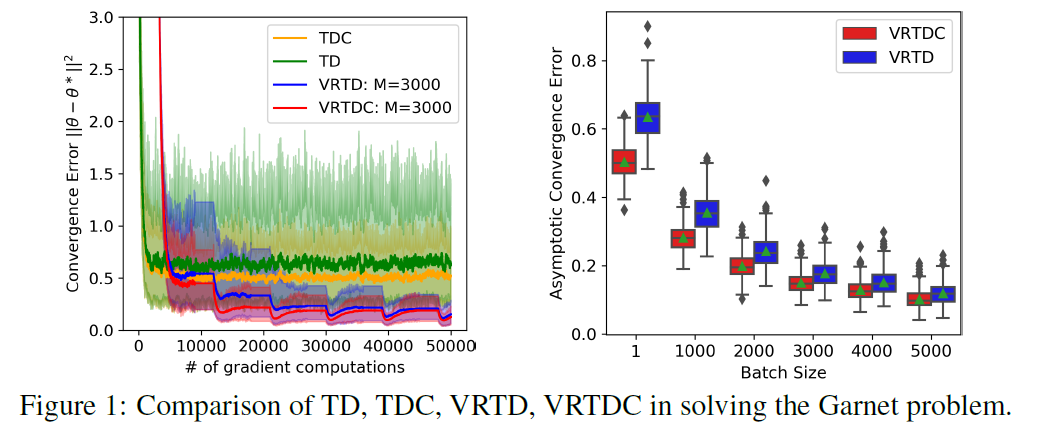 3.0
2.5
2.0
1.5
1.0
0.5
0.0
Convergence Error ||θ − θ*||²
TDC
TD
VRTD: M=3000
VRTDC: M=3000
0 10000 20000 30000 40000 50000
# of gradient computations
0.8
0.6
0.4
0.2
0.0
Asymptotic Convergence Error
VRTDC
VRTD
1 1000 2000 3000 4000 5000
Batch Size
Figure 1: Comparison of TD, TDC, VRTD, VRTDC in solving the Garnet problem.